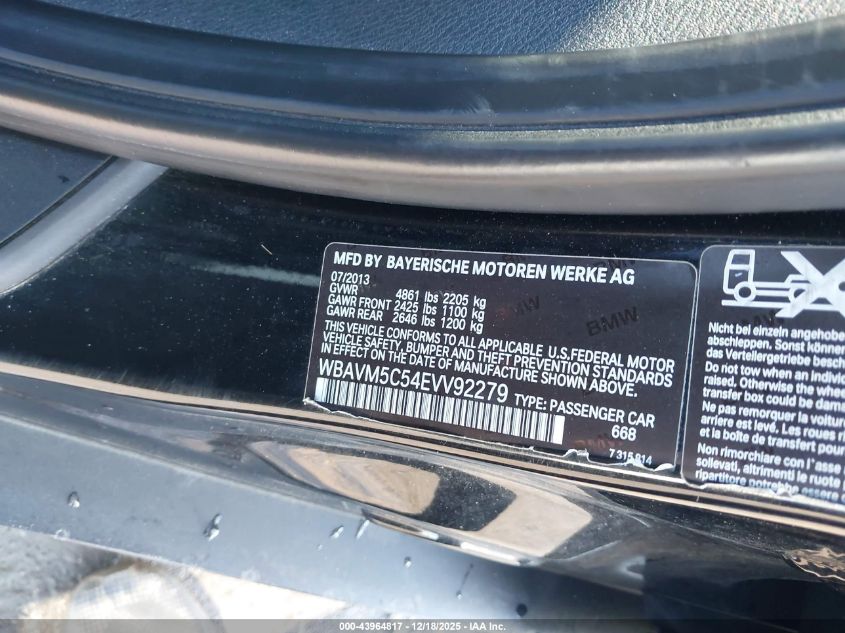 MFD BY BAYERISCHE MOTOREN WERKE AG
07/2013
GVWR 4861 lbs 2205 kg
GAWR FRONT 2425 lbs 1100 kg
GAWR REAR 2646 lbs 1200 kg
THIS VEHICLE CONFORMS TO ALL APPLICABLE U.S.FEDERAL MOTOR
VEHICLE SAFETY, BUMPER AND THEFT PREVENTION STANDARDS
IN EFFECT ON THE DATE OF MANUFACTURE SHOWN ABOVE.
WBAVM5C54EVV92279 TYPE: PASSENGER CAR
668
7 315 814
BMW
Nicht bei einzeln angehobe
abschleppen. Sonst könne
das Verteilergetriebe besch
Do not tow when an individ
raised. Otherwise the
transfer box could be dama
Ne pas remorquer la voitur
arrière est levé. Les roues
et la boîte de transfert pour
Non rimorchiare con l'asse
sollevati, altrimenti le ruote
ripartitore potrebbe essere
000-43964817 - 12/18/2025 - IAA Inc.